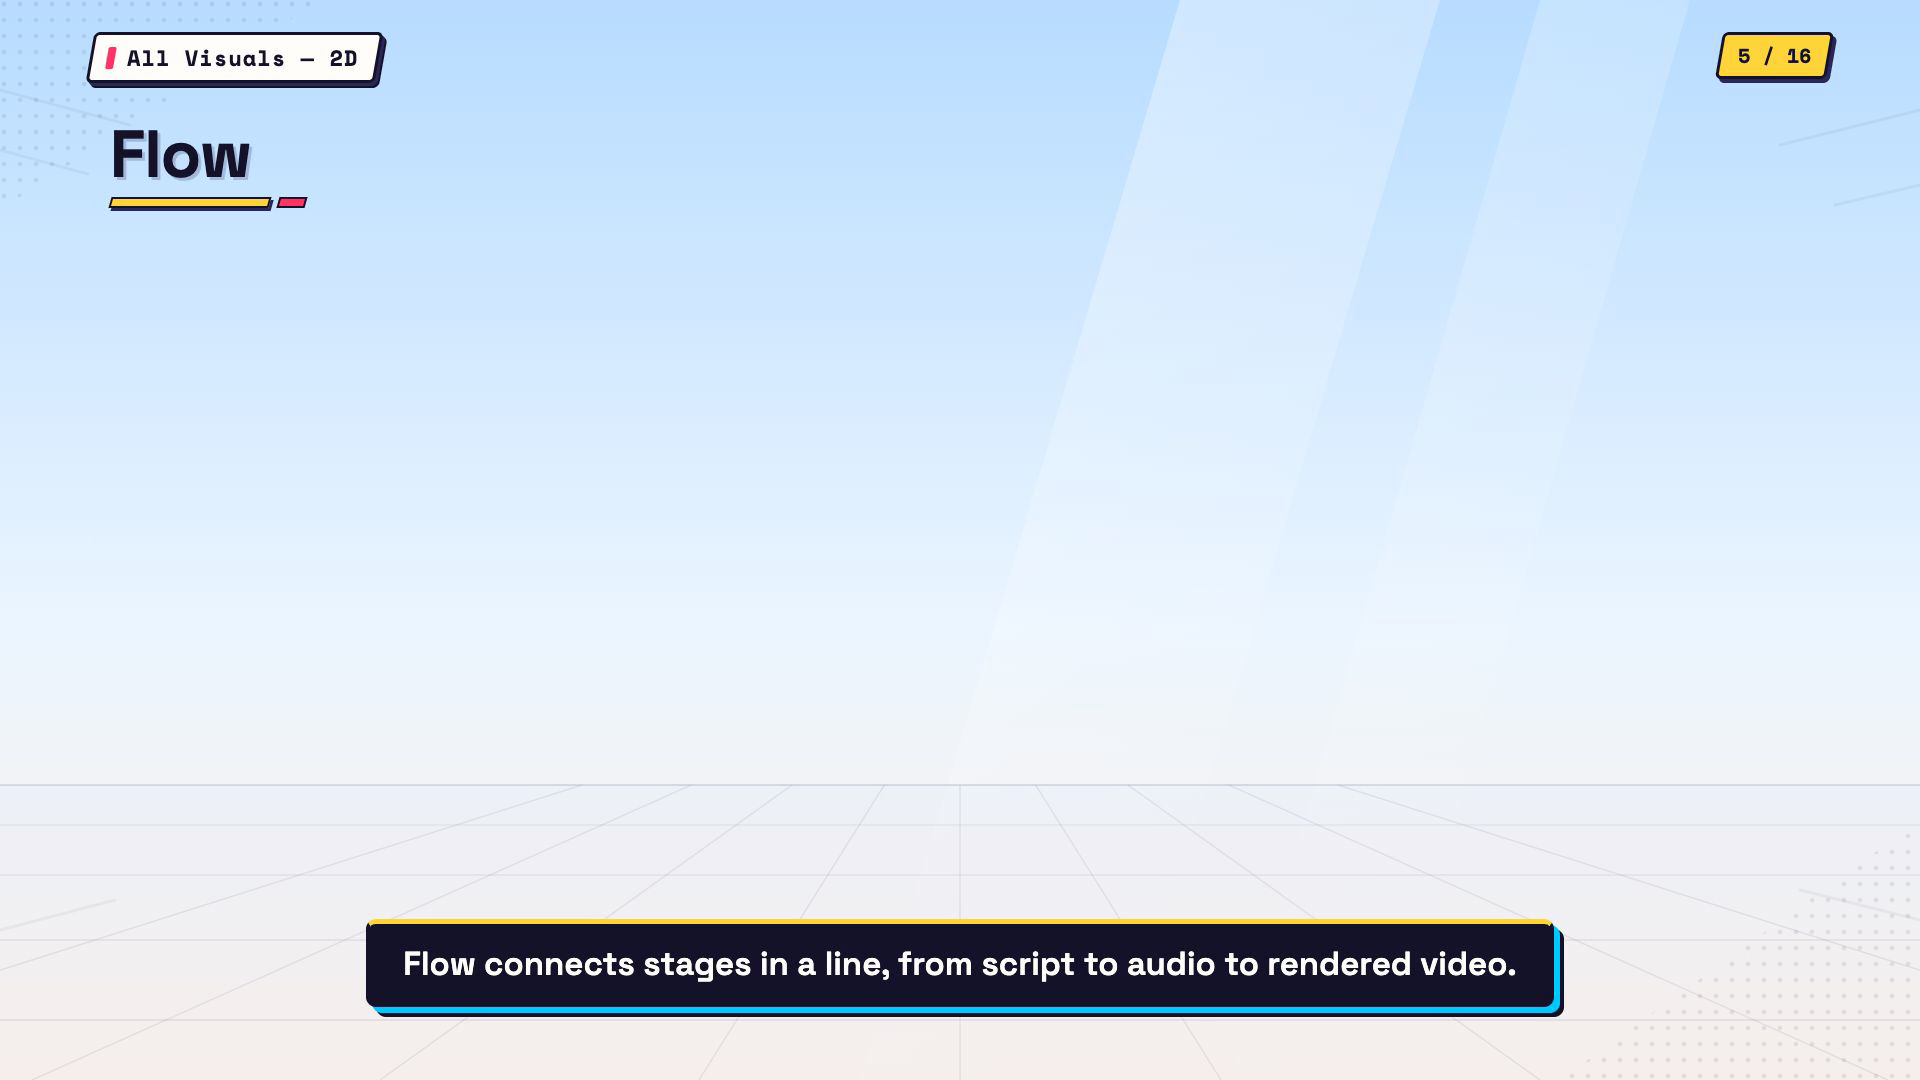 All Visuals — 2D
5 / 16
Flow
Flow connects stages in a line, from script to audio to rendered video.